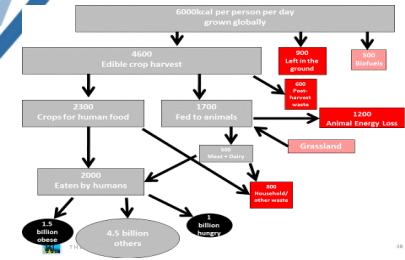 6000kcal per person per day
grown globally
4600
Edible crop harvest
900
Left in the
ground
500
Biofuels
600
Post-
harvest
waste
2300
Crops for human food
1700
Fed to animals
1200
Animal Energy Loss
Grassland
500
Meat + Dairy
2000
Eaten by humans
800
Household/
other waste
1.5
billion
obese
4.5 billion
others
1
billion
hungry